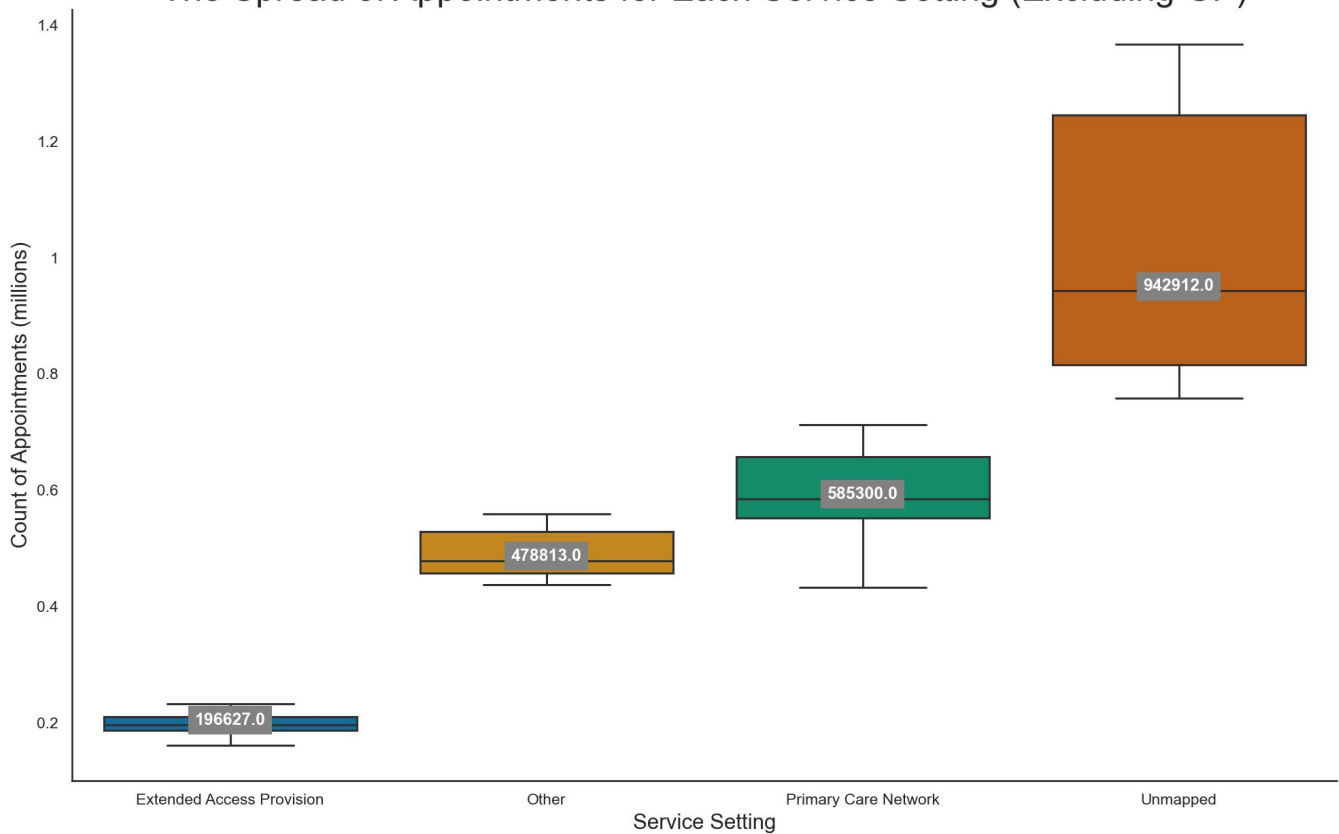 The Spread of Appointments for Each Service Setting (Excluding GP)
1.4
1.2
1
0.8
0.6
0.4
0.2
Count of Appointments (millions)
196627.0
478813.0
585300.0
942912.0
Extended Access Provision
Other
Primary Care Network
Unmapped
Service Setting